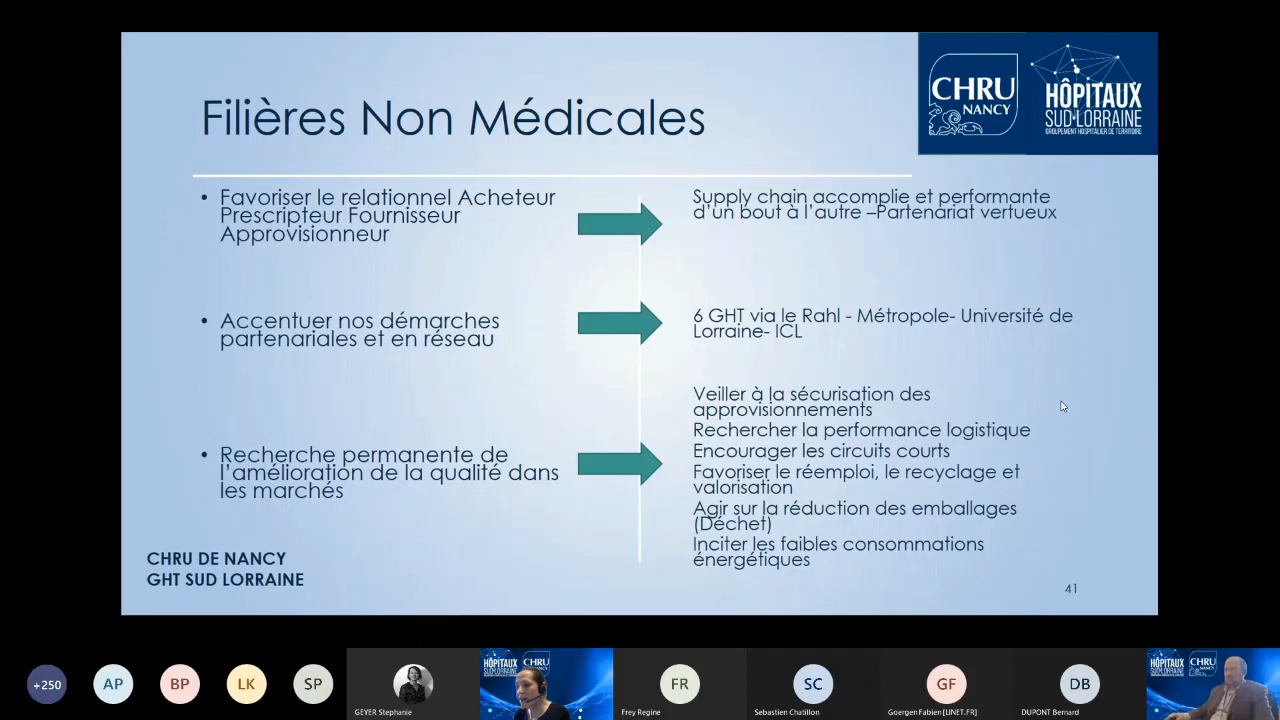 Filières Non Médicales
CHRU
NANCY
HÔPITAUX
SUD-LORRAINE
GROUPEMENT HOSPITALIER DE TERRITOIRE
• Favoriser le relationnel Acheteur
Prescripteur Fournisseur
Approvisionneur
Supply chain accomplie et performante
d'un bout à l'autre –Partenariat vertueux
• Accentuer nos démarches
partenariales et en réseau
6 GHT via le Rahl - Métropole- Université de
Lorraine- ICL
• Recherche permanente de
l'amélioration de la qualité dans
les marchés
Veiller à la sécurisation des
approvisionnements
Rechercher la performance logistique
Encourager les circuits courts
Favoriser le réemploi, le recyclage et
valorisation
Agir sur la réduction des emballages
(Déchet)
Inciter les faibles consommations
énergétiques
CHRU DE NANCY
GHT SUD LORRAINE
41
+250
AP
BP
LK
SP
GEYER Stephanie
HÔPITAUX
CHRU
FR
Frey Regine
SC
Sebastien Chatillon
GF
Goergen Fabien [LINET.FR]
DB
DUPONT Bernard
HÔPITAUX
CHRU